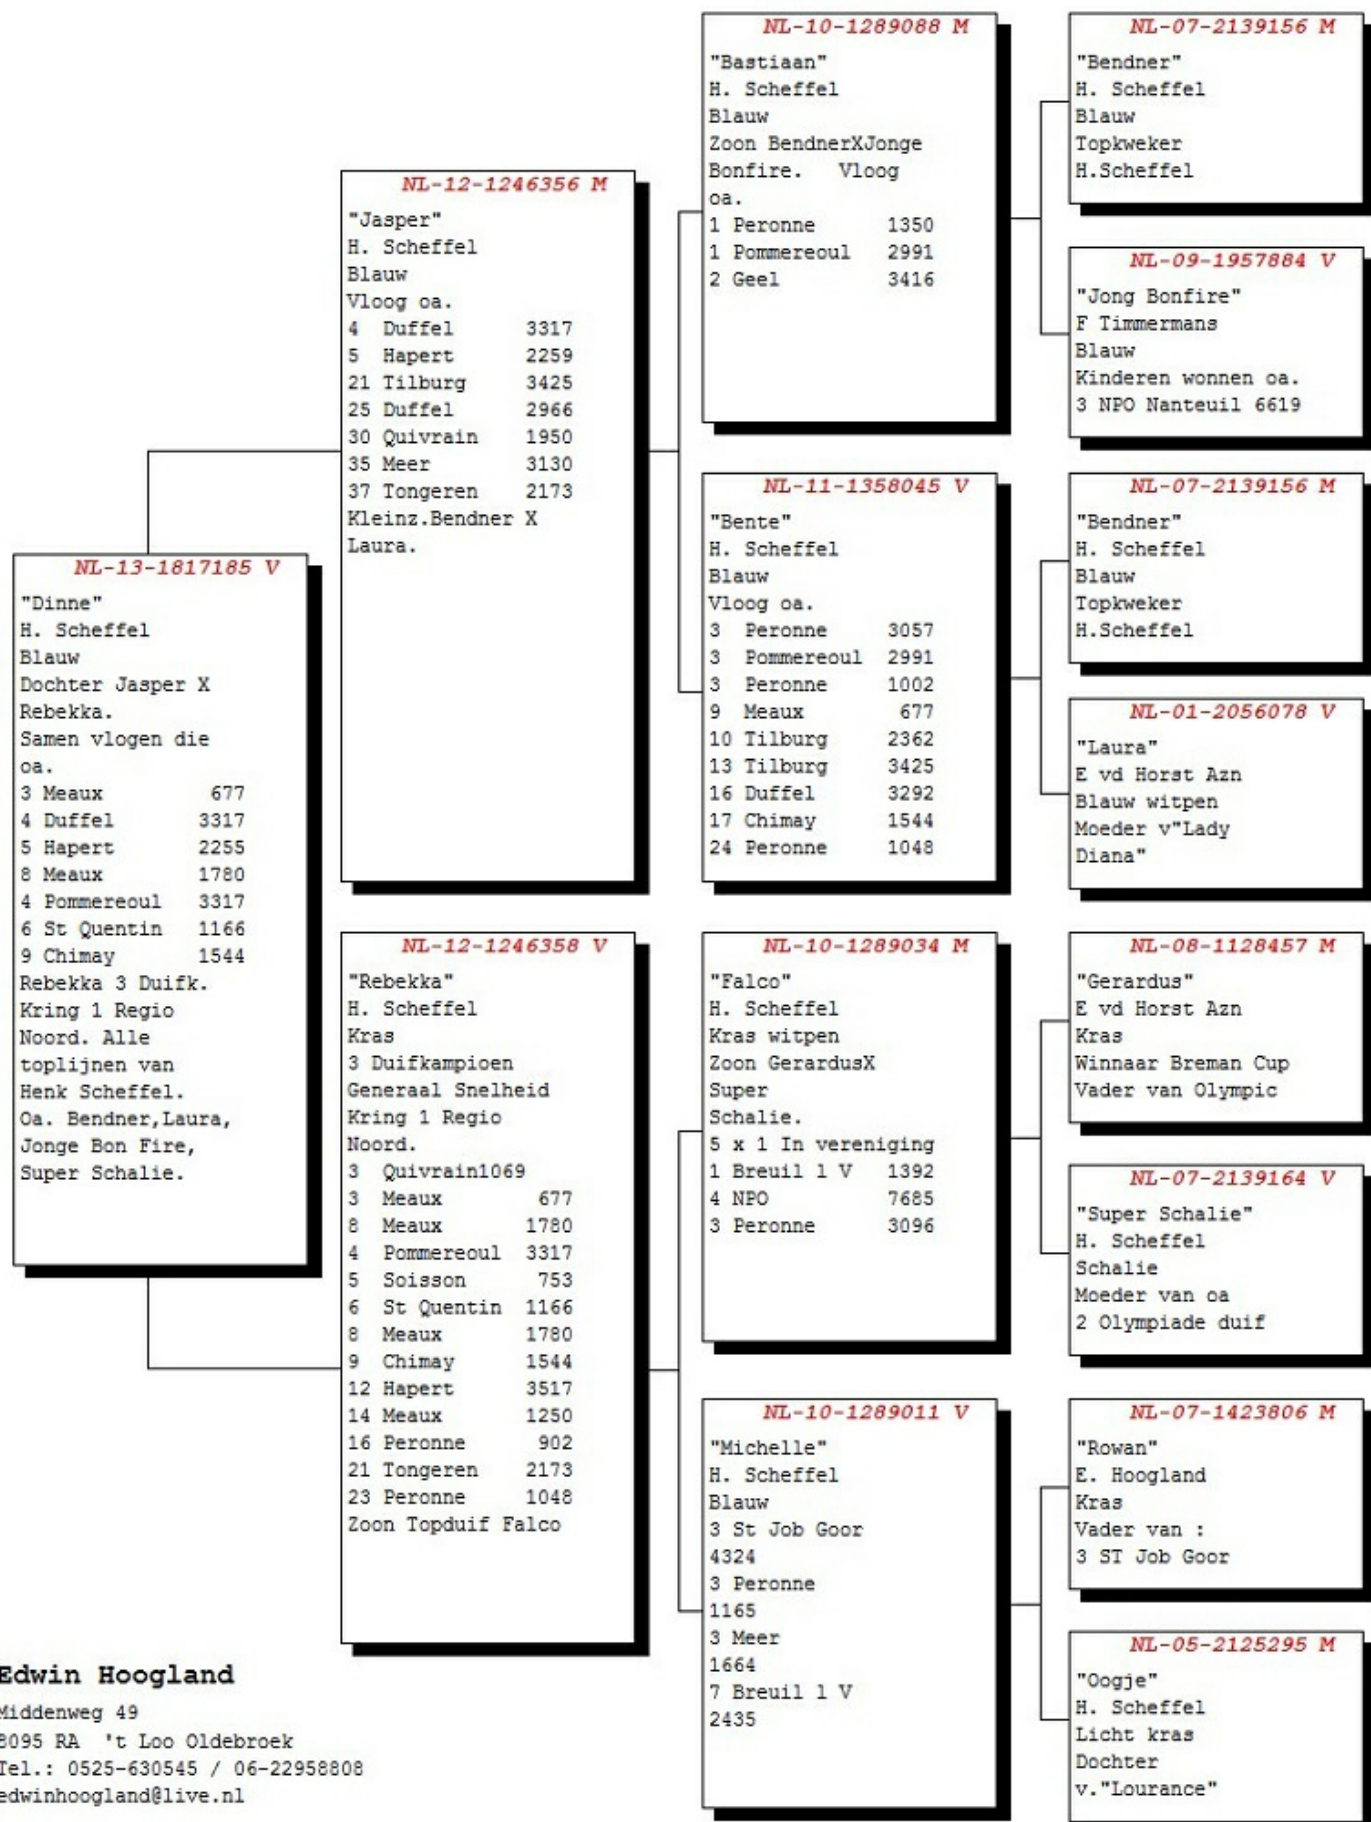 NL-13-1817185 V
"Dinne"
H. Scheffel
Blauw
Dochter Jasper X
Rebekka.
Samen vlogen die
oa.
3 Meaux 677
4 Duffel 3317
5 Hapert 2255
8 Meaux 1780
4 Pommereoul 3317
6 St Quentin 1166
9 Chimay 1544
Rebekka 3 Duifk.
Kring 1 Regio
Noord. Alle
toplijnen van
Henk Scheffel.
Oa. Bendner,Laura,
Jonge Bon Fire,
Super Schalie.
NL-12-1246356 M
"Jasper"
H. Scheffel
Blauw
Vloog oa.
4 Duffel 3317
5 Hapert 2259
21 Tilburg 3425
25 Duffel 2966
30 Quivrain 1950
35 Meer 3130
37 Tongeren 2173
Kleinz.Bendner X
Laura.
NL-12-1246358 V
"Rebekka"
H. Scheffel
Kras
3 Duifkampioen
Generaal Snelheid
Kring 1 Regio
Noord.
3 Quivrain1069
3 Meaux 677
8 Meaux 1780
4 Pommereoul 3317
5 Soisson 753
6 St Quentin 1166
8 Meaux 1780
9 Chimay 1544
12 Hapert 3517
14 Meaux 1250
16 Peronne 902
21 Tongeren 2173
23 Peronne 1048
Zoon Topduif Falco
NL-10-1289088 M
"Bastiaan"
H. Scheffel
Blauw
Zoon BendnerXJonge
Bonfire. Vloog
oa.
1 Peronne 1350
1 Pommereoul 2991
2 Geel 3416
NL-11-1358045 V
"Bente"
H. Scheffel
Blauw
Vloog oa.
3 Peronne 3057
3 Pommereoul 2991
3 Peronne 1002
9 Meaux 677
10 Tilburg 2362
13 Tilburg 3425
16 Duffel 3292
17 Chimay 1544
24 Peronne 1048
NL-10-1289034 M
"Falco"
H. Scheffel
Kras witpen
Zoon GerardusX
Super
Schalie.
5 x 1 In vereniging
1 Breuil l V 1392
4 NPO 7685
3 Peronne 3096
NL-10-1289011 V
"Michelle"
H. Scheffel
Blauw
3 St Job Goor
4324
3 Peronne
1165
3 Meer
1664
7 Breuil l V
2435
NL-07-2139156 M
"Bendner"
H. Scheffel
Blauw
Topkweker
H.Scheffel
NL-09-1957884 V
"Jong Bonfire"
F Timmermans
Blauw
Kinderen wonnen oa.
3 NPO Nanteuil 6619
NL-07-2139156 M
"Bendner"
H. Scheffel
Blauw
Topkweker
H.Scheffel
NL-01-2056078 V
"Laura"
E vd Horst Azn
Blauw witpen
Moeder v"Lady
Diana"
NL-08-1128457 M
"Gerardus"
E vd Horst Azn
Kras
Winnaar Breman Cup
Vader van Olympic
NL-07-2139164 V
"Super Schalie"
H. Scheffel
Schalie
Moeder van oa
2 Olympiade duif
NL-07-1423806 M
"Rowan"
E. Hoogland
Kras
Vader van :
3 ST Job Goor
NL-05-2125295 M
"Oogje"
H. Scheffel
Licht kras
Dochter
v."Lourance"
Edwin Hoogland
Middenweg 49
8095 RA 't Loo Oldebroek
Tel.: 0525-630545 / 06-22958808
edwinhoogland@live.nl